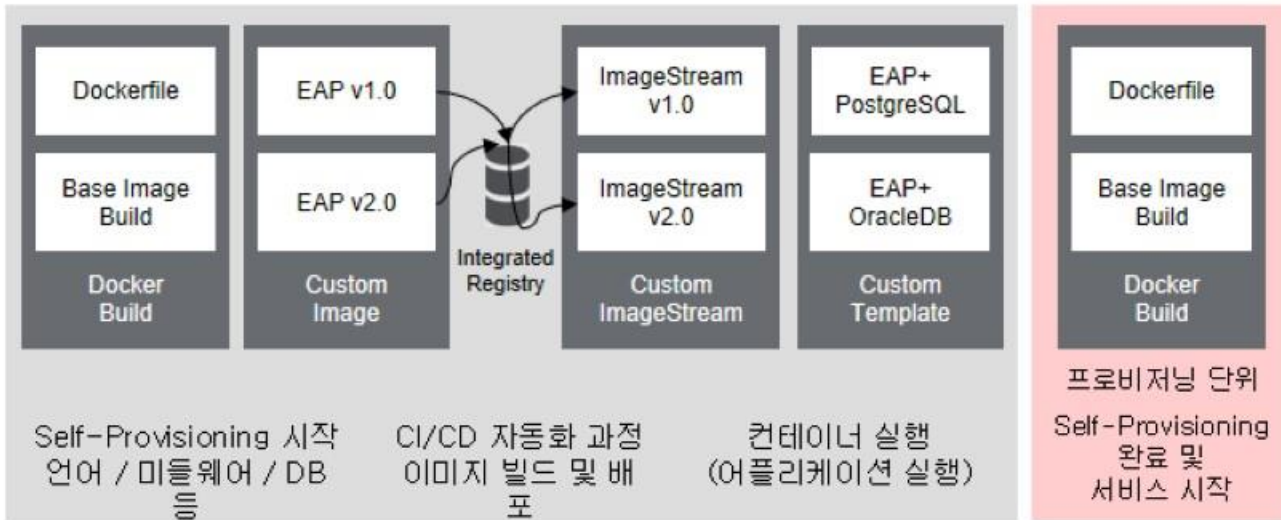 Dockerfile
Base Image
Build
Docker
Build
EAP v1.0
EAP v2.0
Custom
Image
Integrated
Registry
ImageStream
v1.0
ImageStream
v2.0
Custom
ImageStream
EAP+
PostgreSQL
EAP+
OracleDB
Custom
Template
Dockerfile
Base Image
Build
Docker
Build
프로비저닝 단위
Self-Provisioning 시작
언어 / 미들웨어 / DB
등
CI/CD 자동화 과정
이미지 빌드 및 배
포
컨테이너 실행
(어플리케이션 실행)
Self-Provisioning
완료 및
서비스 시작